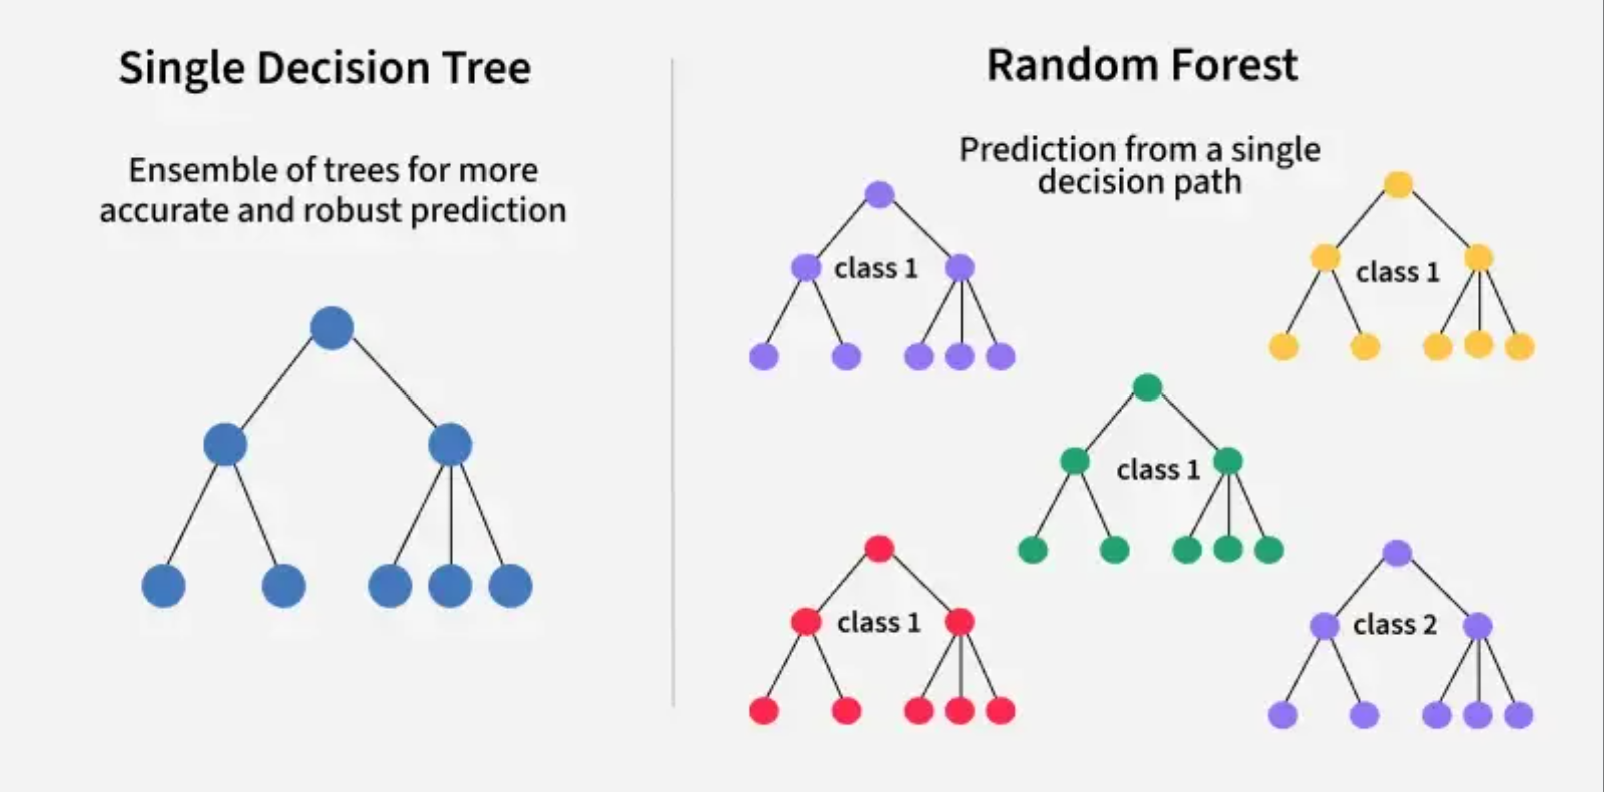 Single Decision Tree
Ensemble of trees for more
accurate and robust prediction
Random Forest
Prediction from a single
decision path
class 1
class 1
class 1
class 1
class 2